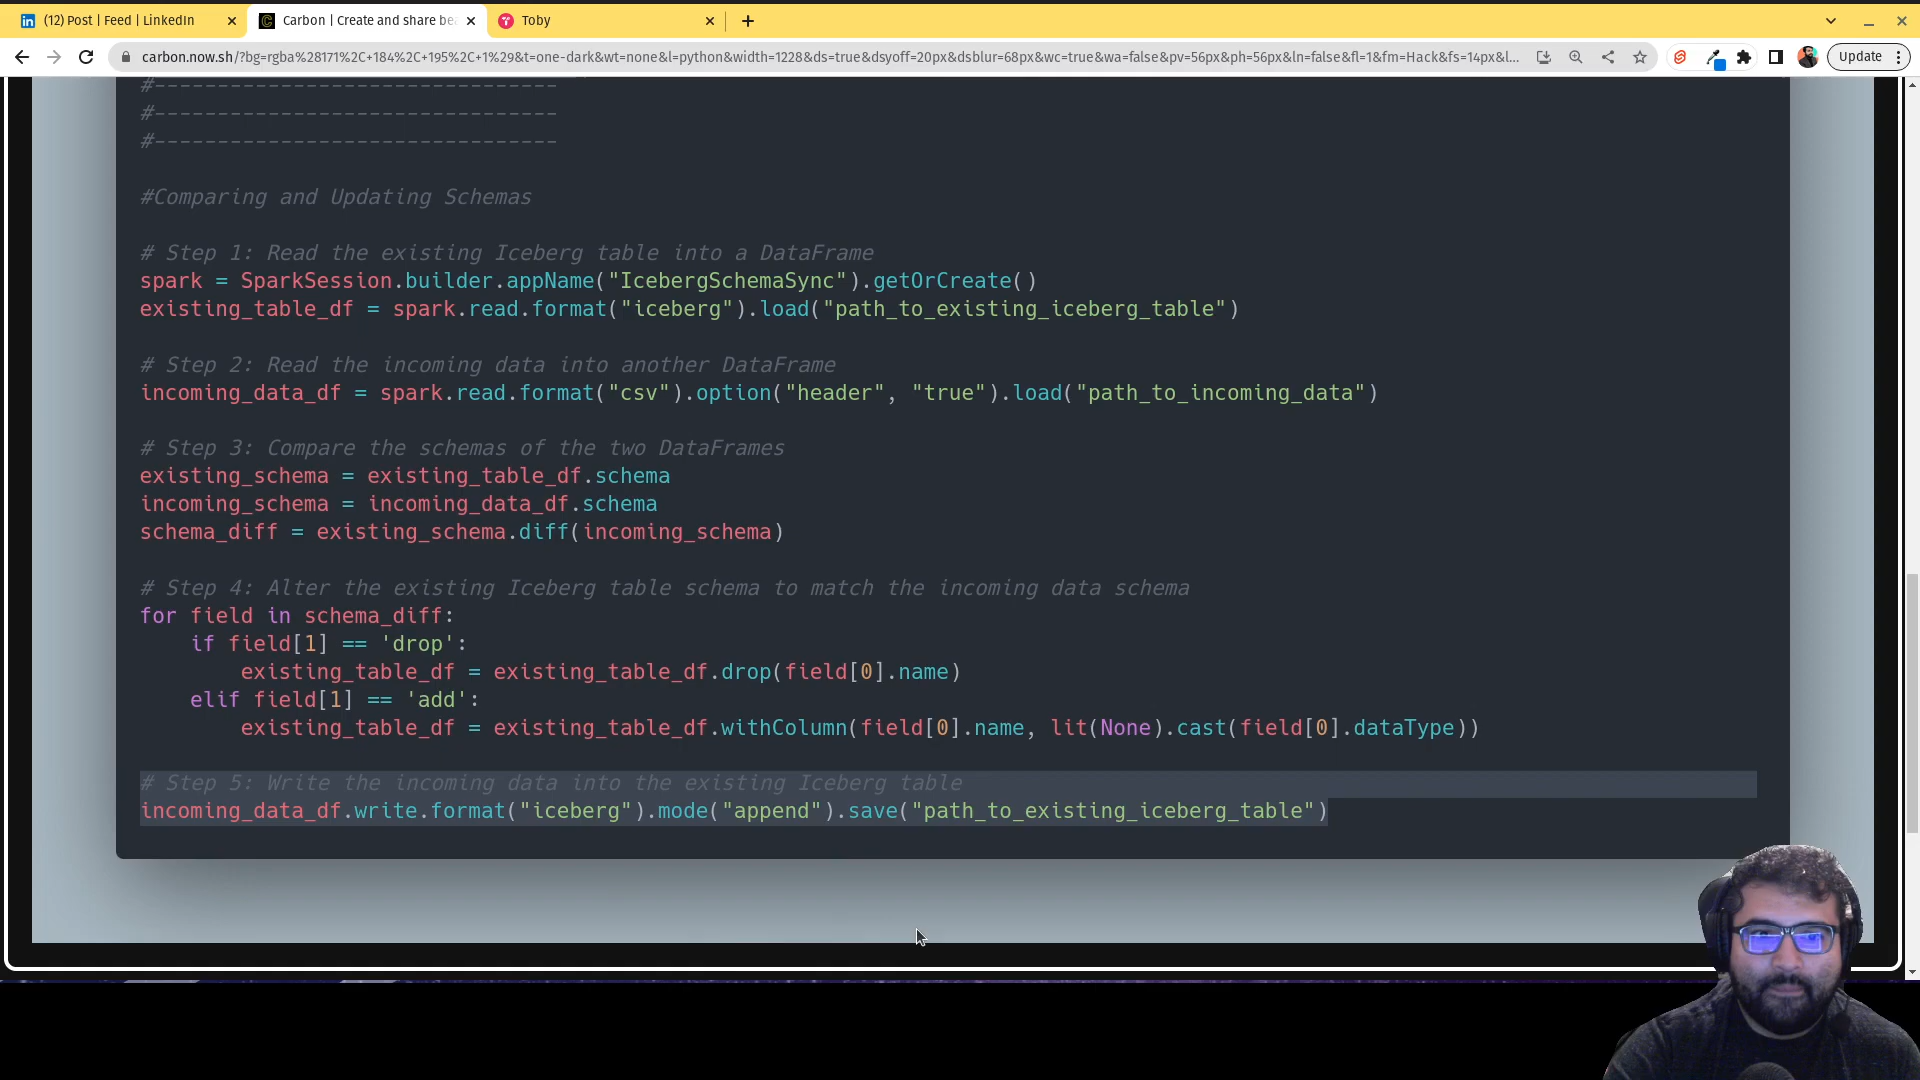 (12) Post | Feed | LinkedIn
Carbon | Create and share be
Toby
carbon.now.sh/?bg=rgba%28171%2C+184%2C+195%2C+1%29&t=one-dark&wt=none&l=python&width=1228&ds=true&dsyoff=20px&dsblur=68px&wc=true&wa=false&pv=56px&ph=56px&ln=false&fl=1&fm=Hack&fs=14px&l...
Update
#--------------------------------
#--------------------------------
#--------------------------------
#Comparing and Updating Schemas
# Step 1: Read the existing Iceberg table into a DataFrame
spark = SparkSession.builder.appName("IcebergSchemaSync").getOrCreate()
existing_table_df = spark.read.format("iceberg").load("path_to_existing_iceberg_table")
# Step 2: Read the incoming data into another DataFrame
incoming_data_df = spark.read.format("csv").option("header", "true").load("path_to_incoming_data")
# Step 3: Compare the schemas of the two DataFrames
existing_schema = existing_table_df.schema
incoming_schema = incoming_data_df.schema
schema_diff = existing_schema.diff(incoming_schema)
# Step 4: Alter the existing Iceberg table schema to match the incoming data schema
for field in schema_diff:
    if field[1] == 'drop':
        existing_table_df = existing_table_df.drop(field[0].name)
    elif field[1] == 'add':
        existing_table_df = existing_table_df.withColumn(field[0].name, lit(None).cast(field[0].dataType))
# Step 5: Write the incoming data into the existing Iceberg table
incoming_data_df.write.format("iceberg").mode("append").save("path_to_existing_iceberg_table")